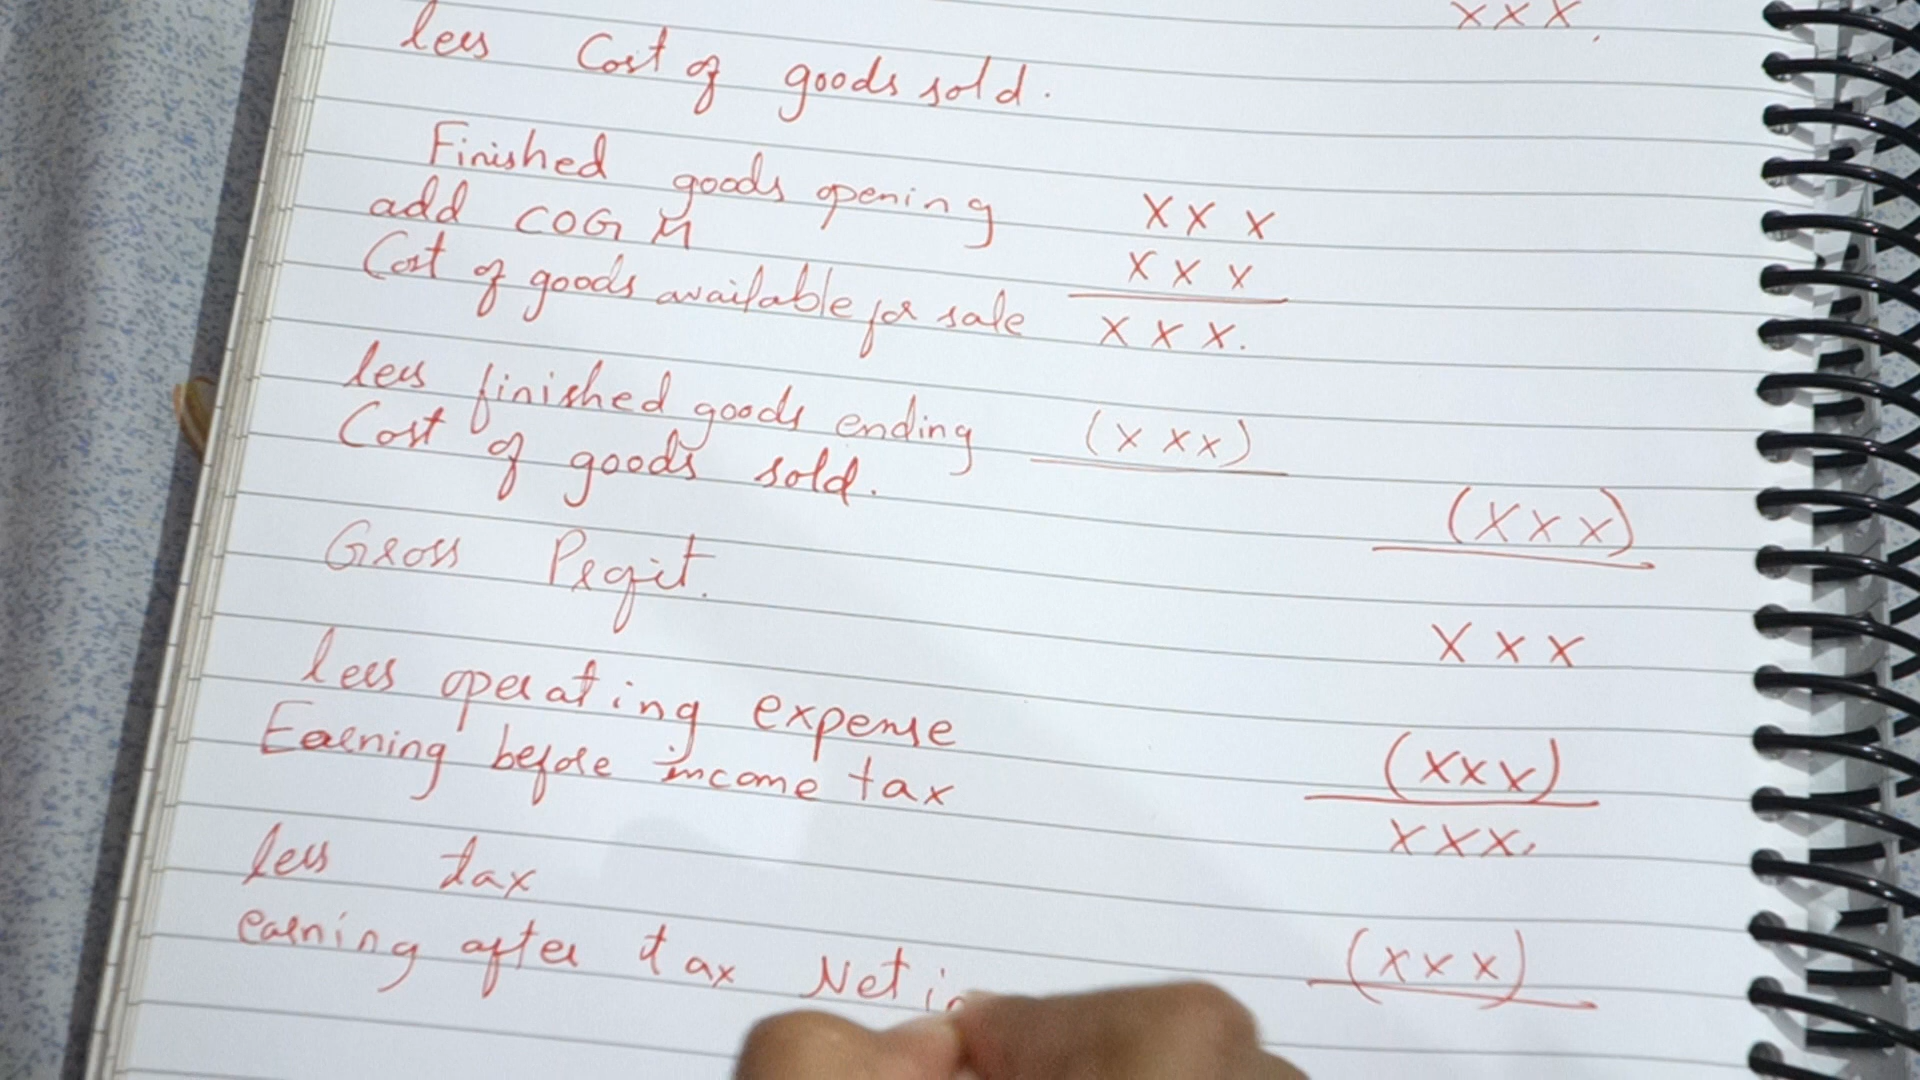 xxx.
less Cost of goods sold.
Finished goods opening xxx
add COGM xxx
Cost of goods available for sale xxx.
less finished goods ending (xxx)
Cost of goods sold. (xxx)
Gross Profit. xxx
less operating expense (xxx)
Earning before income tax xxx.
less tax (xxx)
earning after tax Net